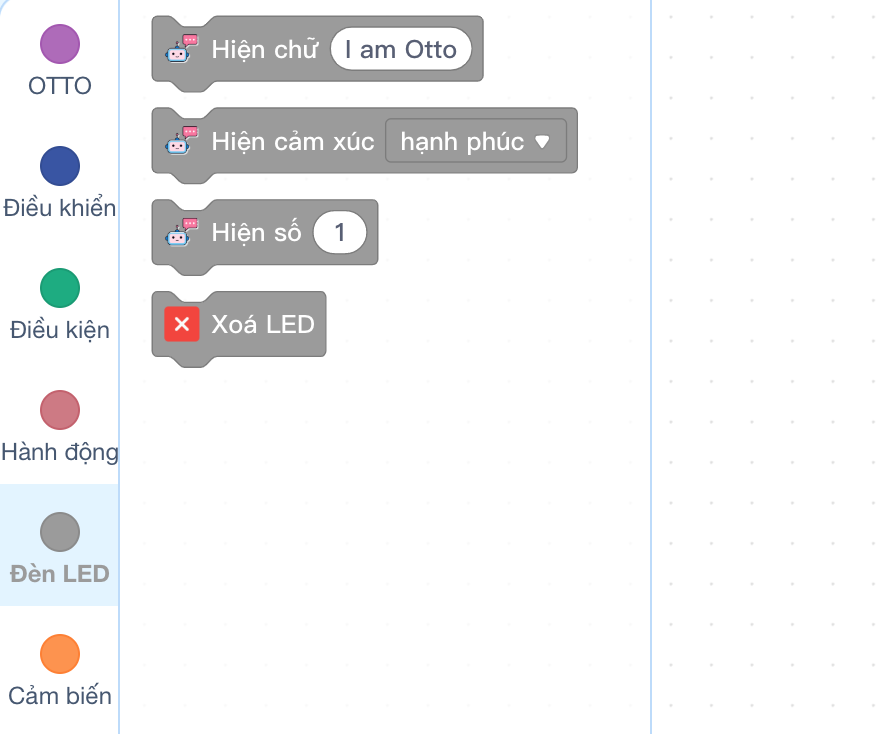 OTTO
Điều khiển
Điều kiện
Hành động
Đèn LED
Cảm biến
Hiện chữ I am Otto
Hiện cảm xúc hạnh phúc
Hiện số 1
Xoá LED